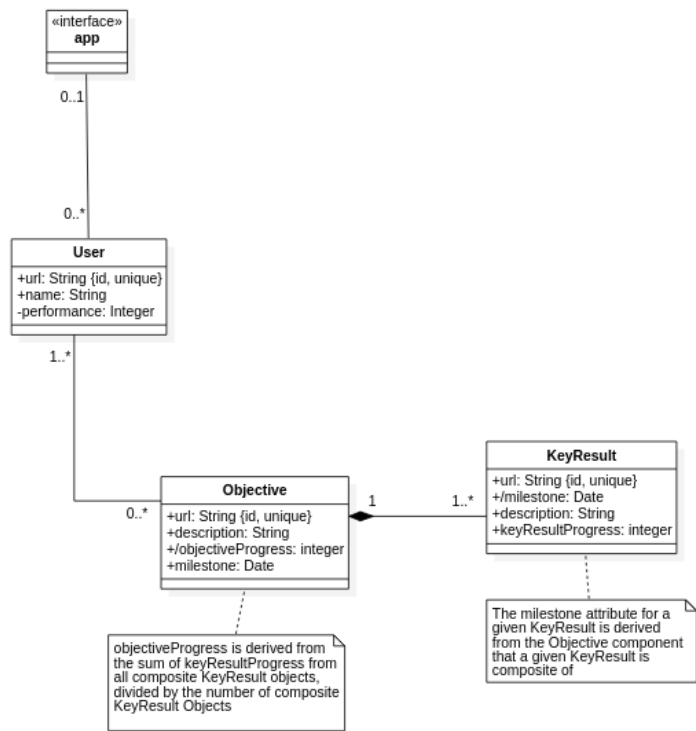 «interface»
app
0..1
0..*
User
+url: String {id, unique}
+name: String
-performance: Integer
1..*
0..*
Objective
+url: String {id, unique}
+description: String
+/objectiveProgress: integer
+milestone: Date
1
1..*
KeyResult
+url: String {id, unique}
+/milestone: Date
+description: String
+keyResultProgress: integer
objectiveProgress is derived from
the sum of keyResultProgress from
all composite KeyResult objects,
divided by the number of composite
KeyResult Objects
The milestone attribute for a
given KeyResult is derived
from the Objective component
that a given KeyResult is
composite of